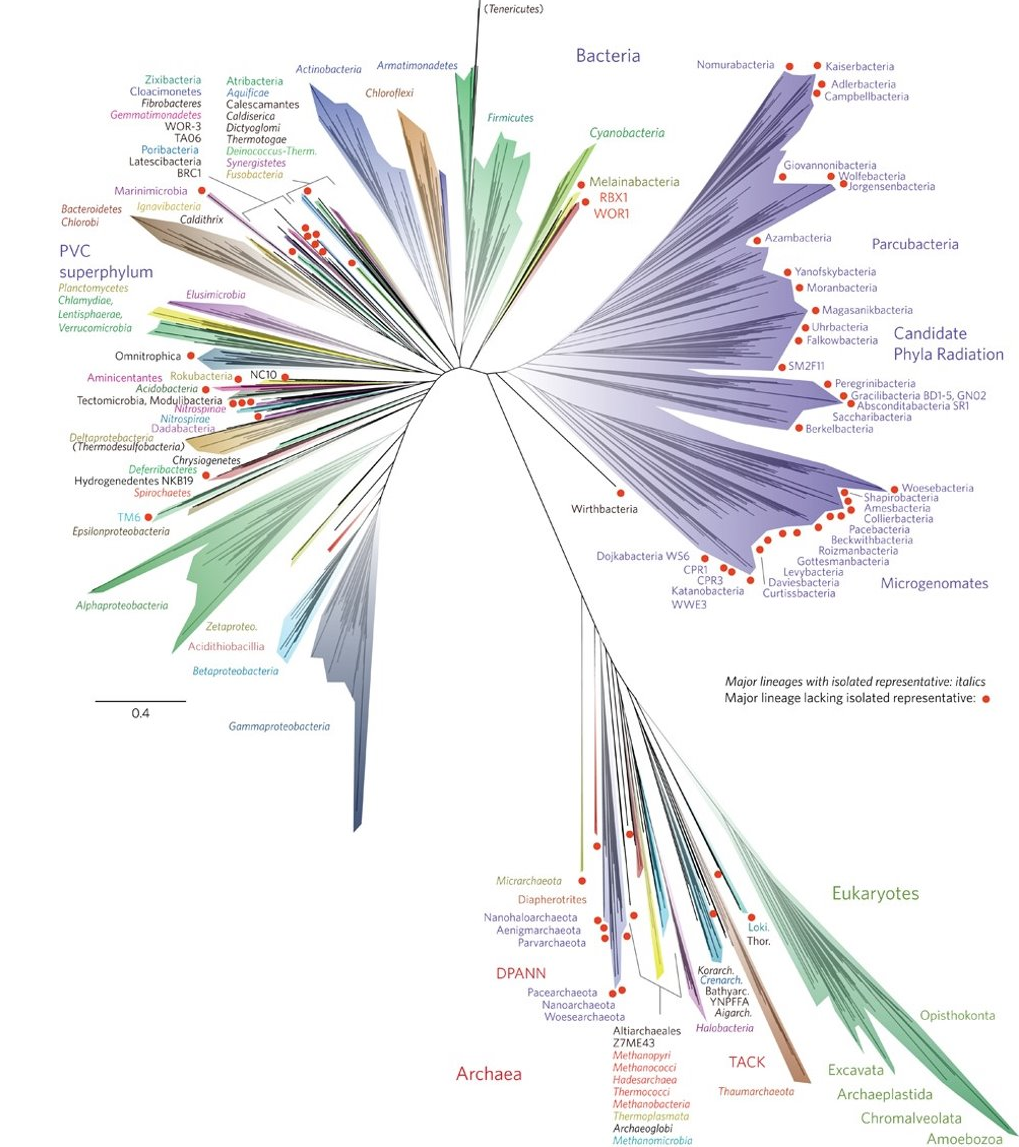 (Tenericutes)
Bacteria
Nomurabacteria
Kaiserbacteria
Adlerbacteria
Campbellbacteria
Zixibacteria
Cloacimonetes
Fibrobacteres
Gemmatimonadetes
WOR-3
TA06
Poribacteria
Latescibacteria
BRC1
Atribacteria
Aquificae
Calescamantes
Caldiserica
Dictyoglomi
Thermotogae
Deinococcus-Therm.
Synergistetes
Fusobacteria
Actinobacteria
Armatimonadetes
Chloroflexi
Firmicutes
Cyanobacteria
Melainabacteria
RBX1
WOR1
Giovannonibacteria
Wolfebacteria
Jorgensenbacteria
Azambacteria
Parcubacteria
Yanofskybacteria
Moranbacteria
Magasanikbacteria
Uhrbacteria
Falkowbacteria
Candidate
Phyla Radiation
SM2F11
Peregrinibacteria
Gracilibacteria BD1-5, GN02
Absconditabacteria SR1
Saccharibacteria
Berkelbacteria
Marinimicrobia
Ignavibacteria
Bacteroidetes
Chlorobi
Caldithrix
PVC
superphylum
Planctomycetes
Chlamydiae,
Lentisphaerae,
Verrucomicrobia
Elusimicrobia
Omnitrophica
Aminicentantes
Rokubacteria
NC10
Acidobacteria
Tectomicrobia, Modulibacteria
Nitrospinae
Nitrospirae
Dadabacteria
Deltaprotebacteria
(Thermodesulfobacteria)
Chrysiogenetes
Deferribacteres
Hydrogenedentes NKB19
Spirochaetes
TM6
Epsilonproteobacteria
Alphaproteobacteria
Zetaproteo.
Acidithiobacillia
Betaproteobacteria
Gammaproteobacteria
0.4
Wirthbacteria
Woesebacteria
Shapirobacteria
Amesbacteria
Collierbacteria
Pacebacteria
Beckwithbacteria
Roizmanbacteria
Gottesmanbacteria
Levybacteria
Daviesbacteria
Curtissbacteria
Microgenomates
Dojkabacteria WS6
CPR1
CPR3
Katanobacteria
WWE3
Major lineages with isolated representative: italics
Major lineage lacking isolated representative:
Micrarchaeota
Diapherotrites
Nanohaloarchaeota
Aenigmarchaeota
Parvarchaeota
DPANN
Pacearchaeota
Nanoarchaeota
Woesearchaeota
Archaea
Altiarchaeales
Z7ME43
Methanopyri
Methanococci
Hadesarchaea
Thermococci
Methanobacteria
Thermoplasmata
Archaeoglobi
Methanomicrobia
Halobacteria
Korarch.
Crenarch.
Bathyarc.
YNPFFA
Aigarch.
TACK
Thaumarchaeota
Loki.
Thor.
Eukaryotes
Opisthokonta
Excavata
Archaeplastida
Chromalveolata
Amoebozoa